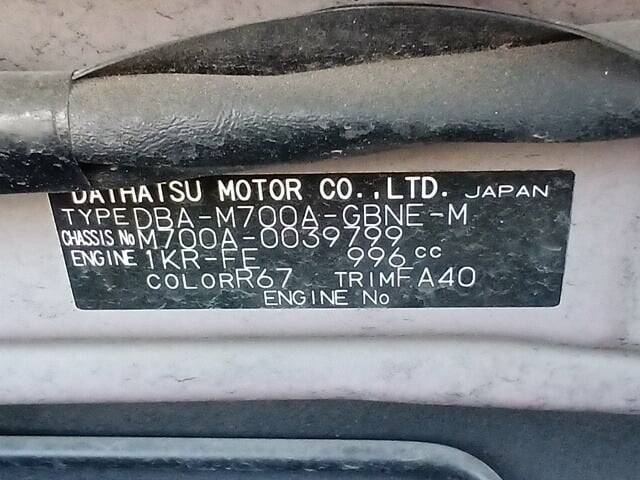 DAIHATSU MOTOR CO.,LTD. JAPAN
TYPE DBA-M700A-GBNE-M
CHASSIS No M700A-0039799
ENGINE 1KR-FE 996 cc
COLOR R67 TRIM FA40
ENGINE No